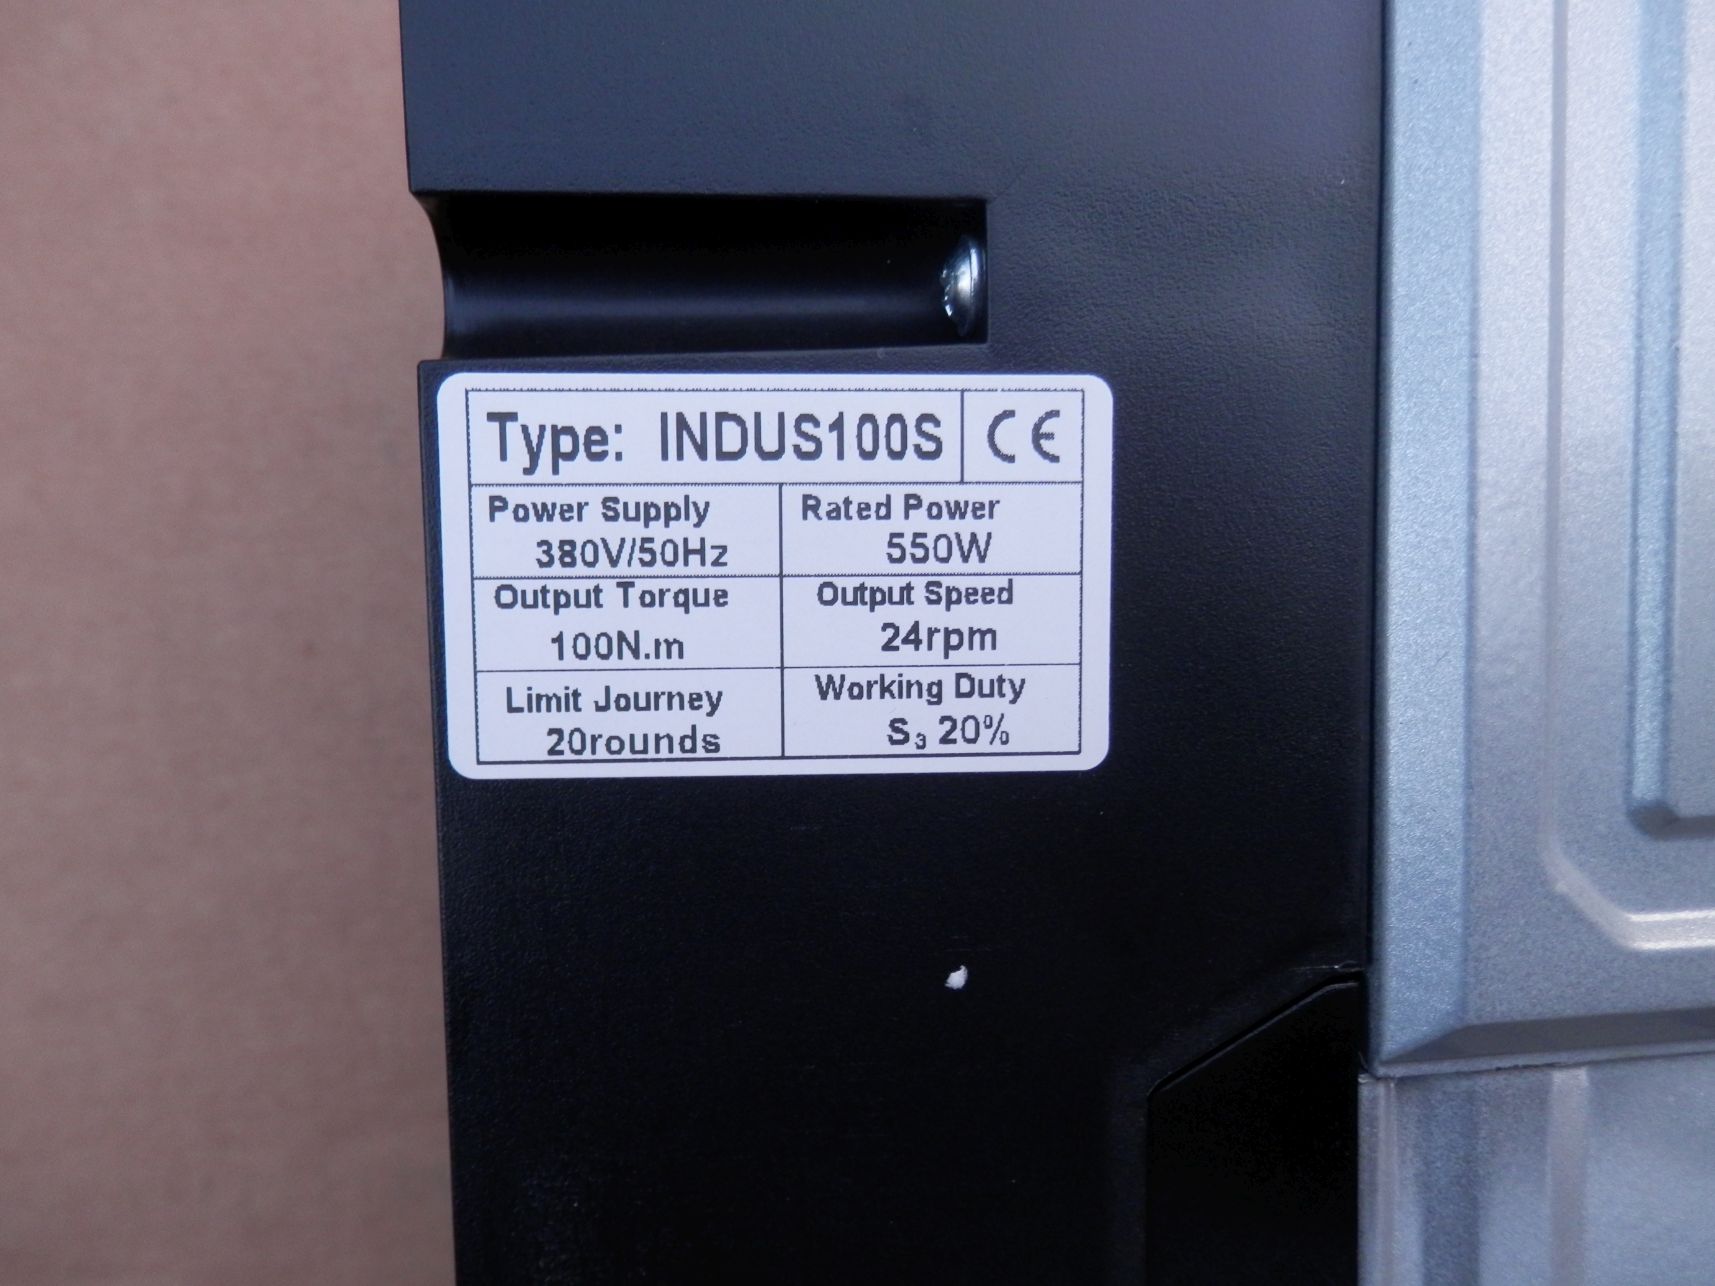 Type: INDUS100S CE
Power Supply
380V/50Hz
Rated Power
550W
Output Torque
100N.m
Output Speed
24rpm
Limit Journey
20rounds
Working Duty
S₃ 20%